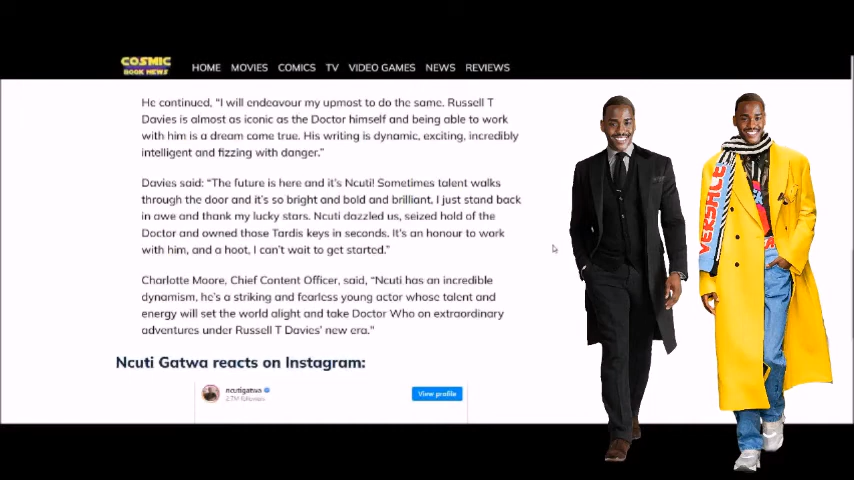 COSMIC
BOOK NEWS
HOME MOVIES COMICS TV VIDEO GAMES NEWS REVIEWS
He continued, “I will endeavour my upmost to do the same. Russell T
Davies is almost as iconic as the Doctor himself and being able to work
with him is a dream come true. His writing is dynamic, exciting, incredibly
intelligent and fizzing with danger.”
Davies said: “The future is here and it’s Ncuti! Sometimes talent walks
through the door and it’s so bright and bold and brilliant, I just stand back
in awe and thank my lucky stars. Ncuti dazzled us, seized hold of the
Doctor and owned those Tardis keys in seconds. It’s an honour to work
with him, and a hoot, I can’t wait to get started.”
Charlotte Moore, Chief Content Officer, said, “Ncuti has an incredible
dynamism, he’s a striking and fearless young actor whose talent and
energy will set the world alight and take Doctor Who on extraordinary
adventures under Russell T Davies’ new era.”
Ncuti Gatwa reacts on Instagram:
ncutigatwa
2.7M followers
View profile
VERSACE